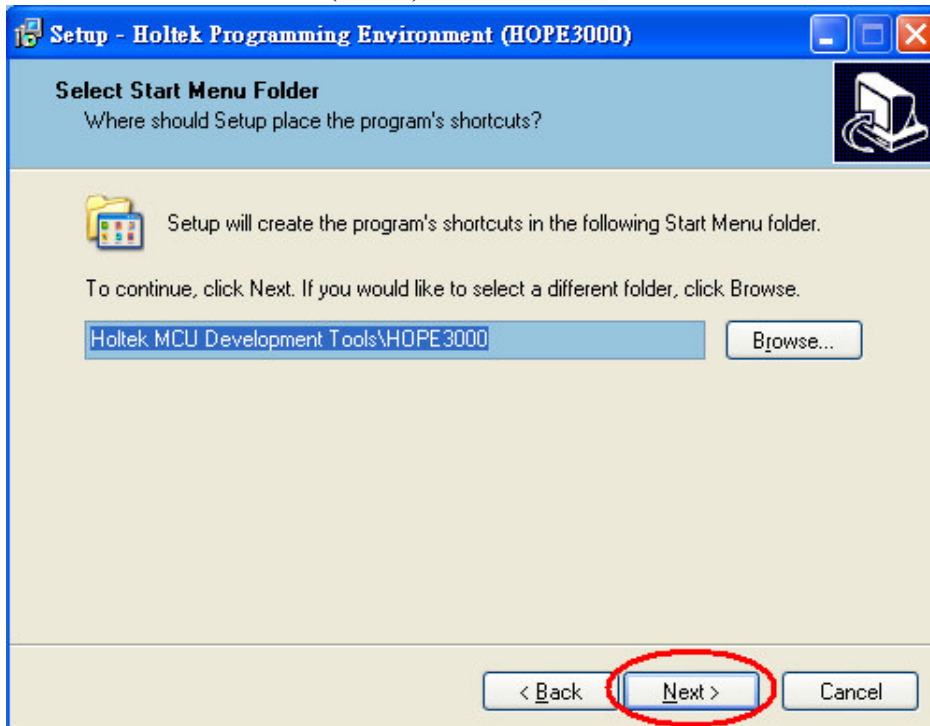 Setup - Holtek Programming Environment (HOPE3000)
Select Start Menu Folder
Where should Setup place the program's shortcuts?
Setup will create the program's shortcuts in the following Start Menu folder.
To continue, click Next. If you would like to select a different folder, click Browse.
Holtek MCU Development Tools\HOPE3000
Browse...
< Back
Next >
Cancel